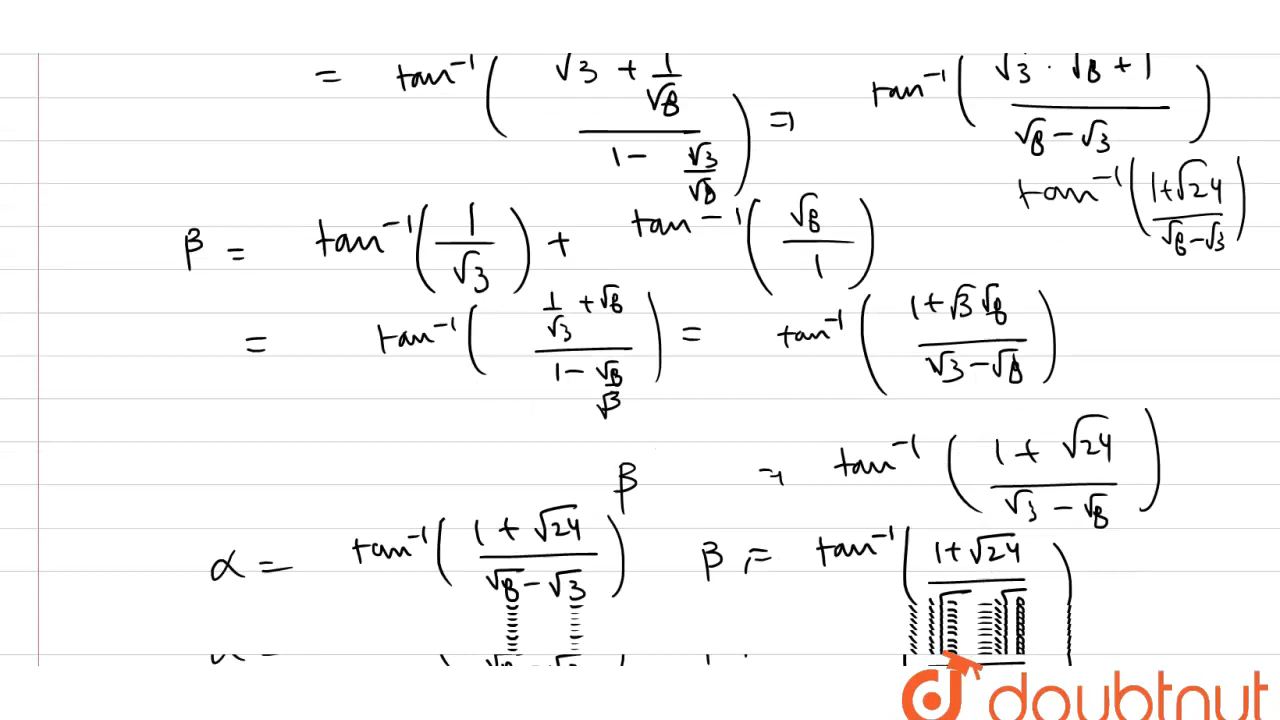 = tan⁻¹( (√3 + 1/√8) / (1 - √3/√8) ) ⇒ tan⁻¹( (√3 · √8 + 1) / (√8 - √3) )
tan⁻¹( (1+√24) / (√8-√3) )
β = tan⁻¹( 1/√3 ) + tan⁻¹( √8/1 )
= tan⁻¹( (1/√3 + √8) / (1 - √8/√3) ) = tan⁻¹( (1+√3 √8) / (√3-√8) )
β ⇒ tan⁻¹( (1 + √24) / (√3 - √8) )
α = tan⁻¹( (1 + √24) / (√8-√3) ) β = tan⁻¹( (1+√24) / (√ √8) )
doubtnut